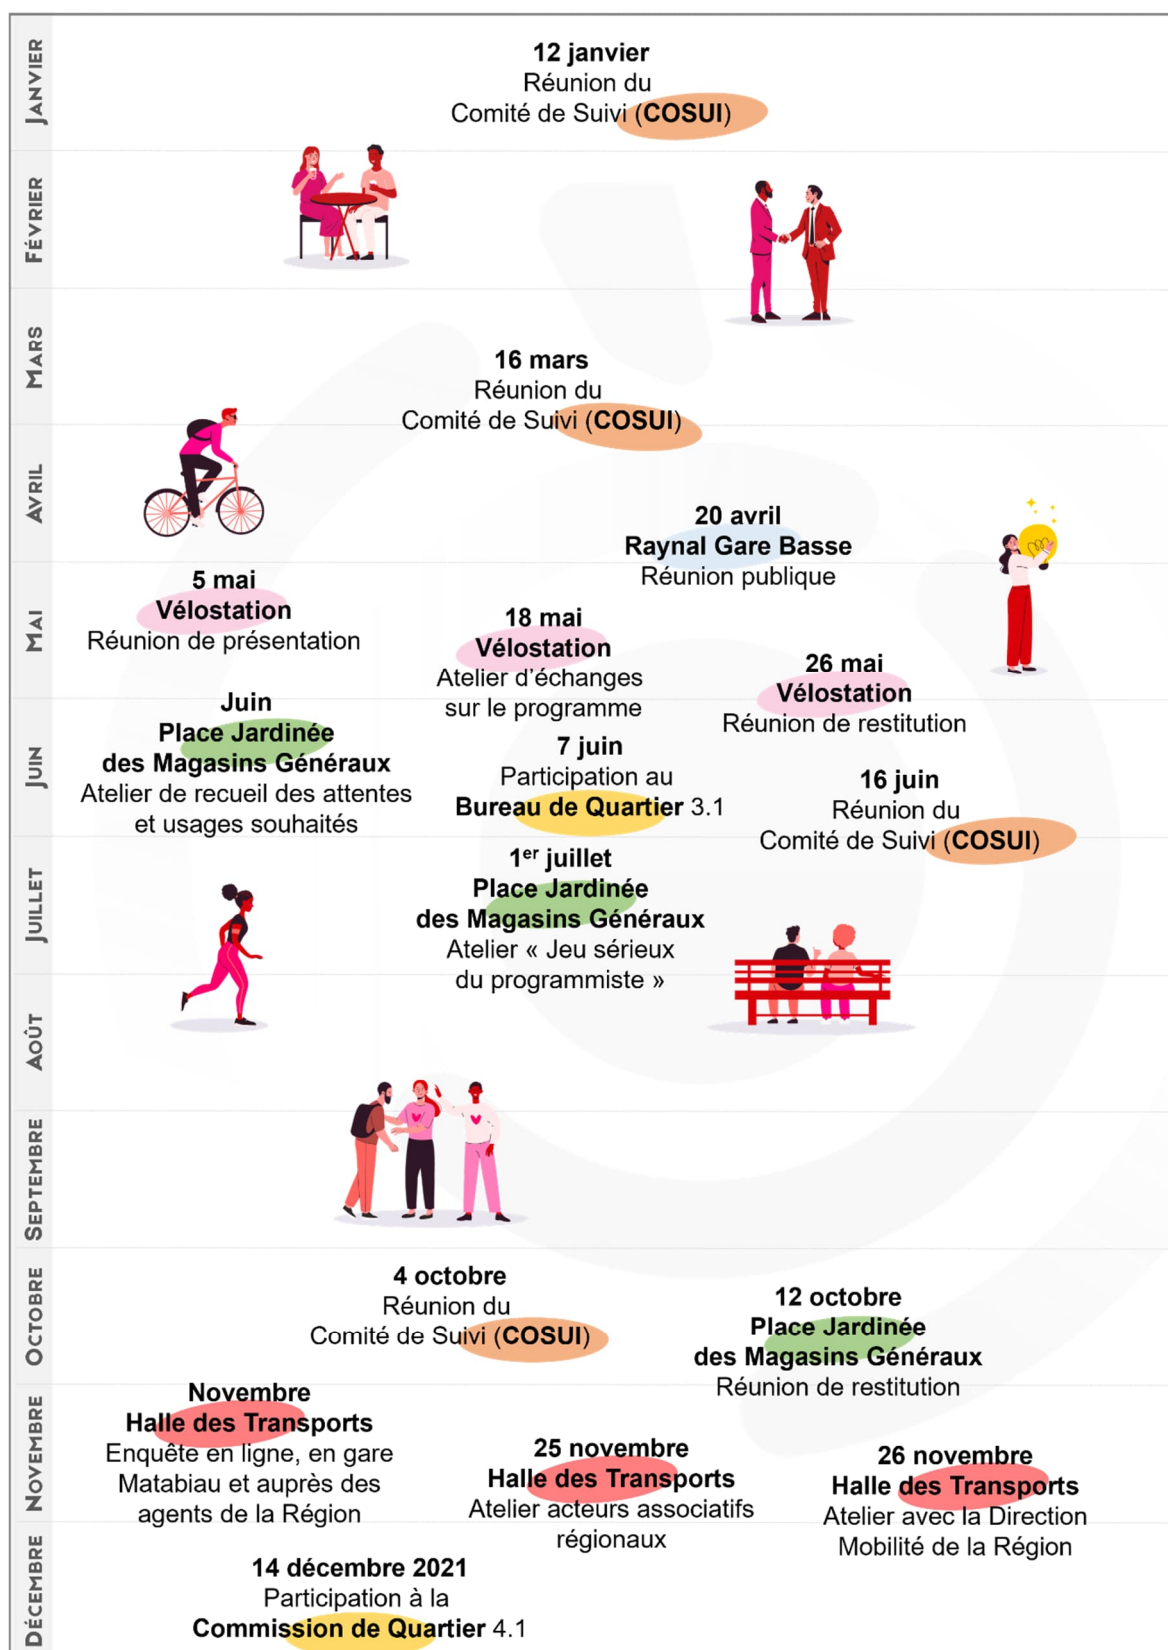 JANVIER
12 janvier
Réunion du
Comité de Suivi (COSUI)
FÉVRIER
MARS
16 mars
Réunion du
Comité de Suivi (COSUI)
AVRIL
20 avril
Raynal Gare Basse
Réunion publique
MAI
5 mai
Vélostation
Réunion de présentation
18 mai
Vélostation
Atelier d'échanges
sur le programme
26 mai
Vélostation
Réunion de restitution
JUIN
Juin
Place Jardinée
des Magasins Généraux
Atelier de recueil des attentes
et usages souhaités
7 juin
Participation au
Bureau de Quartier 3.1
16 juin
Réunion du
Comité de Suivi (COSUI)
JUILLET
1er juillet
Place Jardinée
des Magasins Généraux
Atelier « Jeu sérieux
du programmiste »
AOÛT
SEPTEMBRE
OCTOBRE
4 octobre
Réunion du
Comité de Suivi (COSUI)
12 octobre
Place Jardinée
des Magasins Généraux
Réunion de restitution
NOVEMBRE
Novembre
Halle des Transports
Enquête en ligne, en gare
Matabiau et auprès des
agents de la Région
25 novembre
Halle des Transports
Atelier acteurs associatifs
régionaux
26 novembre
Halle des Transports
Atelier avec la Direction
Mobilité de la Région
DÉCEMBRE
14 décembre 2021
Participation à la
Commission de Quartier 4.1